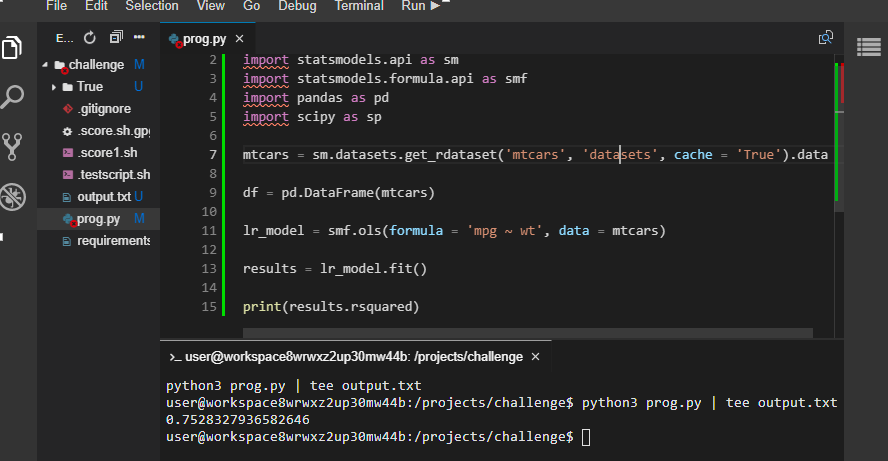 File Edit Selection View Go Debug Terminal Run
E...
challenge M
True U
.gitignore
.score.sh.gp
.score1.sh
.testscript.sh
output.txt U
prog.py M
requirements
prog.py ×
2 import statsmodels.api as sm
3 import statsmodels.formula.api as smf
4 import pandas as pd
5 import scipy as sp
6
7 mtcars = sm.datasets.get_rdataset('mtcars', 'datasets', cache = 'True').data
8
9 df = pd.DataFrame(mtcars)
10
11 lr_model = smf.ols(formula = 'mpg ~ wt', data = mtcars)
12
13 results = lr_model.fit()
14
15 print(results.rsquared)
>_ user@workspace8wrwxz2up30mw44b: /projects/challenge ×
python3 prog.py | tee output.txt
user@workspace8wrwxz2up30mw44b:/projects/challenge$ python3 prog.py | tee output.txt
0.7528327936582646
user@workspace8wrwxz2up30mw44b:/projects/challenge$